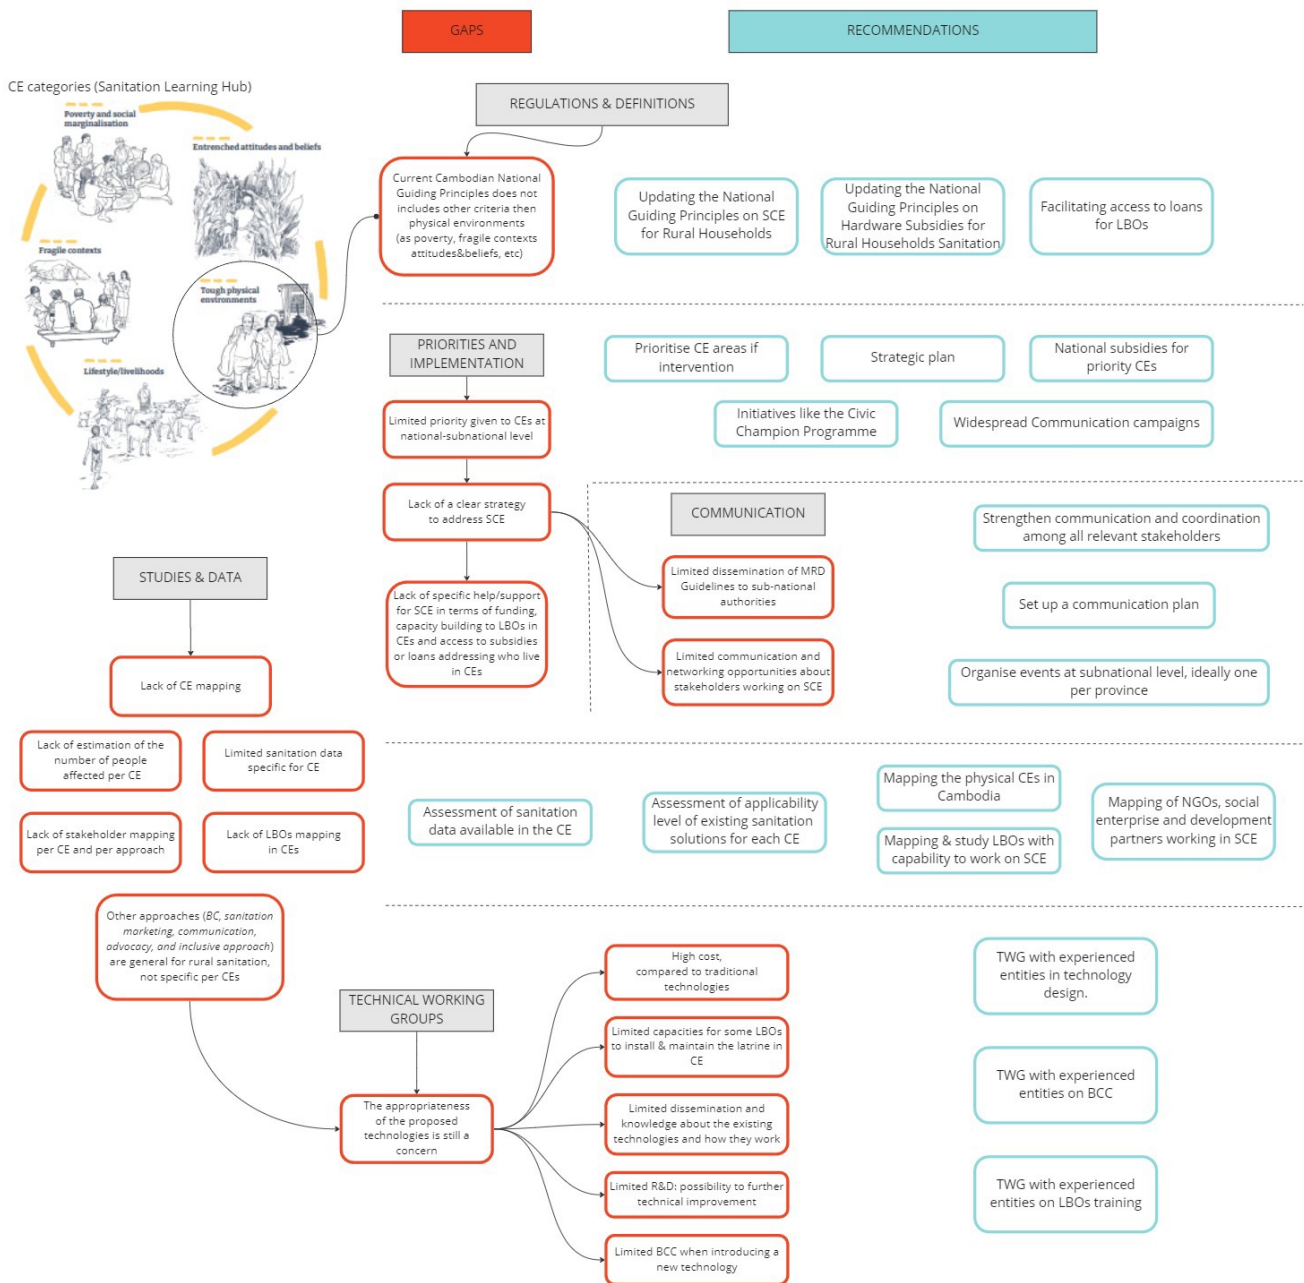 GAPS
RECOMMENDATIONS
CE categories (Sanitation Learning Hub)
Poverty and social
marginalisation
Entrenched attitudes and beliefs
Fragile contexts
Tough physical
environments
Lifestyle/livelihoods
REGULATIONS & DEFINITIONS
Current Cambodian National
Guiding Principles does not
includes other criteria then
physical environments
(as poverty, fragile contexts
attitudes&beliefs, etc)
Updating the National
Guiding Principles on SCE
for Rural Households
Updating the National
Guiding Principles on
Hardware Subsidies for
Rural Households Sanitation
Facilitating access to loans
for LBOs
PRIORITIES AND
IMPLEMENTATION
Limited priority given to CEs at
national-subnational level
Lack of a clear strategy
to address SCE
Lack of specific help/support
for SCE in terms of funding,
capacity building to LBOs in
CEs and access to subsidies
or loans addressing who live
in CEs
Prioritise CE areas if
intervention
Strategic plan
National subsidies for
priority CEs
Initiatives like the Civic
Champion Programme
Widespread Communication campaigns
COMMUNICATION
Limited dissemination of MRD
Guidelines to sub-national
authorities
Limited communication and
networking opportunities about
stakeholders working on SCE
Strengthen communication and coordination
among all relevant stakeholders
Set up a communication plan
Organise events at subnational level, ideally one
per province
STUDIES & DATA
Lack of CE mapping
Lack of estimation of the
number of people
affected per CE
Limited sanitation data
specific for CE
Lack of stakeholder mapping
per CE and per approach
Lack of LBOs mapping
in CEs
Other approaches (BC, sanitation
marketing, communication,
advocacy, and inclusive approach)
are general for rural sanitation,
not specific per CEs
Assessment of sanitation
data available in the CE
Assessment of applicability
level of existing sanitation
solutions for each CE
Mapping the physical CEs in
Cambodia
Mapping & study LBOs with
capability to work on SCE
Mapping of NGOs, social
enterprise and development
partners working in SCE
TECHNICAL WORKING
GROUPS
The appropriateness
of the proposed
technologies is still a
concern
High cost,
compared to traditional
technologies
Limited capacities for some LBOs
to install & maintain the latrine in
CE
Limited dissemination and
knowledge about the existing
technologies and how they work
Limited R&D: possibility to further
technical improvement
Limited BCC when introducing a
new technology
TWG with experienced
entities in technology
design.
TWG with experienced
entities on BCC
TWG with experienced
entities on LBOs training